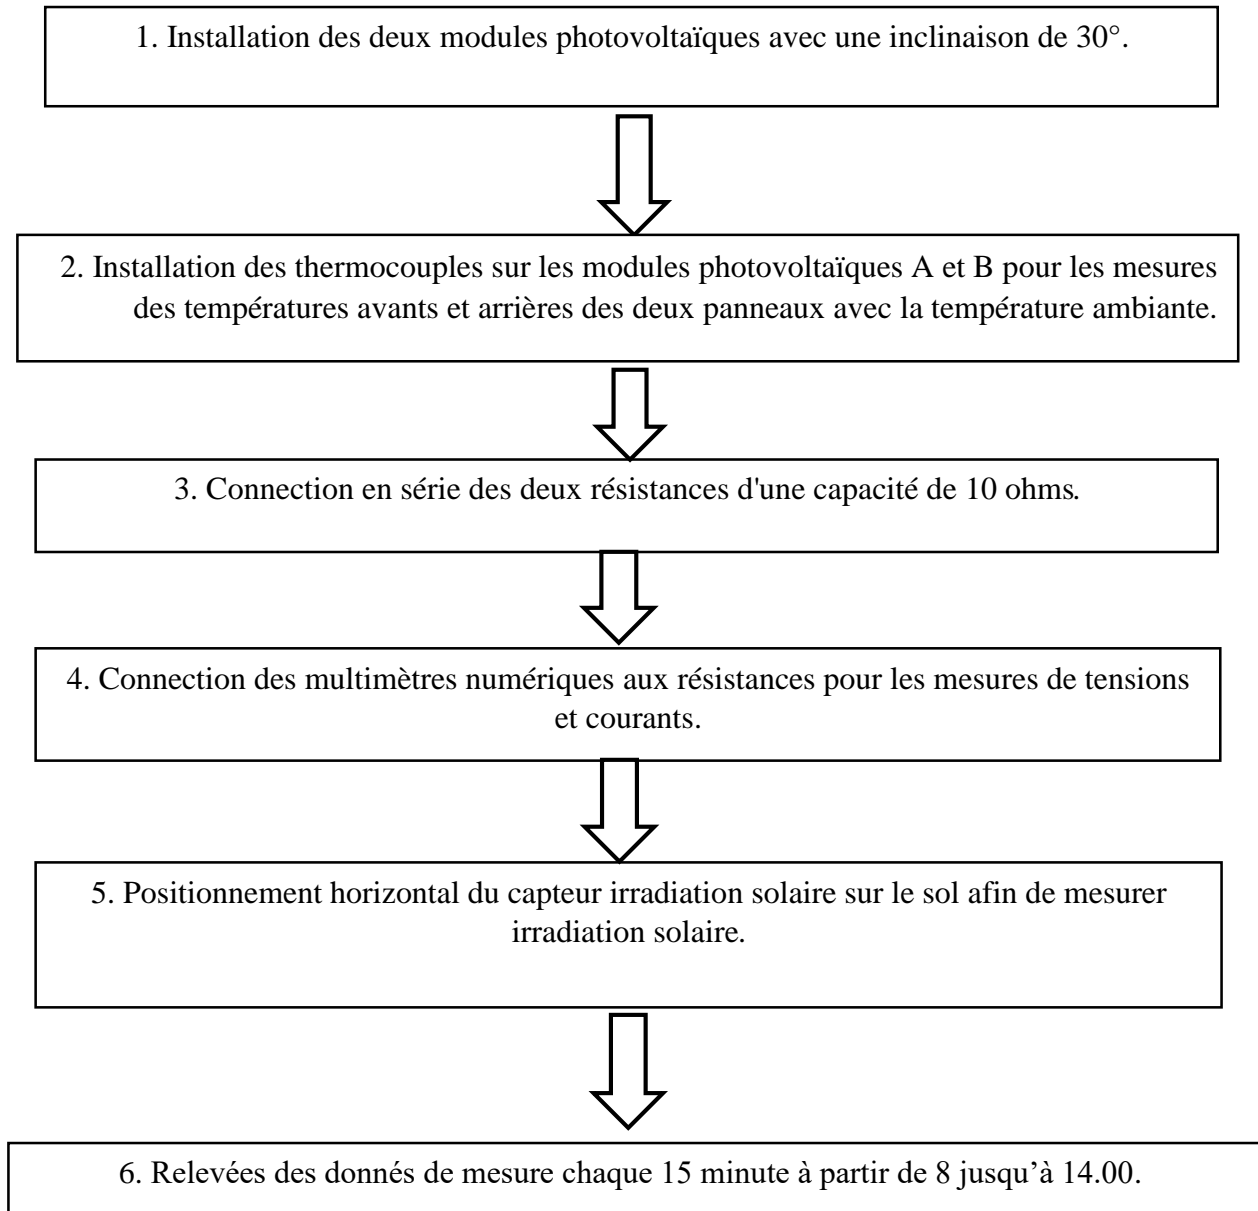 1. Installation des deux modules photovoltaïques avec une inclinaison de 30°.
2. Installation des thermocouples sur les modules photovoltaïques A et B pour les mesures
des températures avants et arrières des deux panneaux avec la température ambiante.
3. Connection en série des deux résistances d'une capacité de 10 ohms.
4. Connection des multimètres numériques aux résistances pour les mesures de tensions
et courants.
5. Positionnement horizontal du capteur irradiation solaire sur le sol afin de mesurer
irradiation solaire.
6. Relevées des donnés de mesure chaque 15 minute à partir de 8 jusqu’à 14.00.